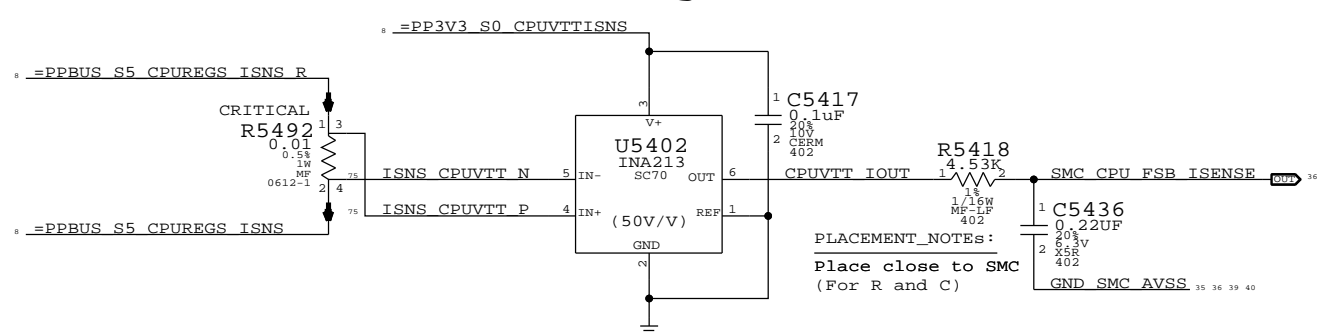 8 =PP3V3_S0_CPUVTTISNS
8 =PPBUS_S5_CPUREGS_ISNS_R
CRITICAL
R5492
0.01
0.5%
1W
MF
0612-1
1 3
2 4
8 =PPBUS_S5_CPUREGS_ISNS
75 ISNS_CPUVTT_N 5
75 ISNS_CPUVTT_P 4
3
V+
U5402
INA213
SC70
IN-
IN+
OUT 6
REF 1
(50V/V)
GND
2
1 C5417
0.1uF
20%
10V
2 CERM
402
CPUVTT_IOUT
R5418
4.53K
1 2
1%
1/16W
MF-LF
402
SMC_CPU_FSB_ISENSE OUT 36
PLACEMENT_NOTEs:
Place close to SMC
(For R and C)
1 C5436
0.22UF
20%
6.3V
2 X5R
402
GND_SMC_AVSS 35 36 39 40